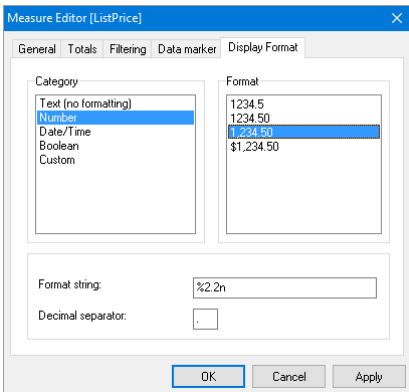 Measure Editor [ListPrice]
General Totals Filtering Data marker Display Format
Category
Text (no formatting)
Number
Date/Time
Boolean
Custom
Format
1234.5
1234.50
1,234.50
$1,234.50
Format string: %2.2n
Decimal separator: .
OK Cancel Apply